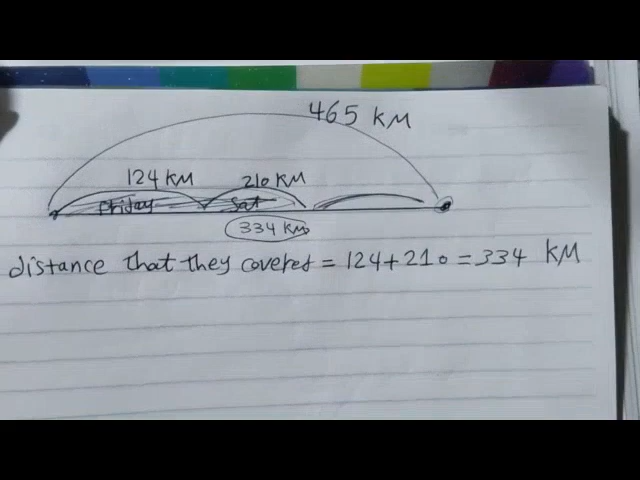 465 KM
124 KM 210 KM
Friday Sat
334 KM
distance that they covered = 124+210 = 334 KM